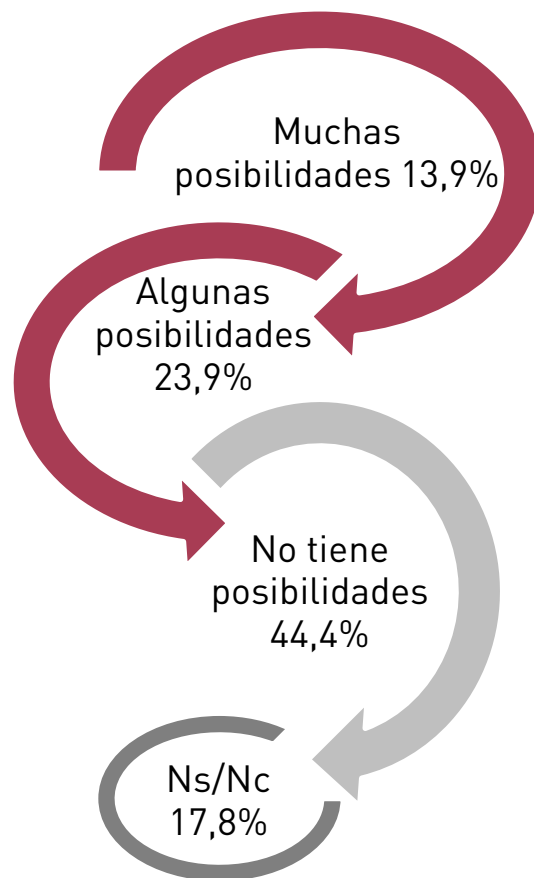 Muchas
posibilidades 13,9%
Algunas
posibilidades
23,9%
No tiene
posibilidades
44,4%
Ns/Nc
17,8%